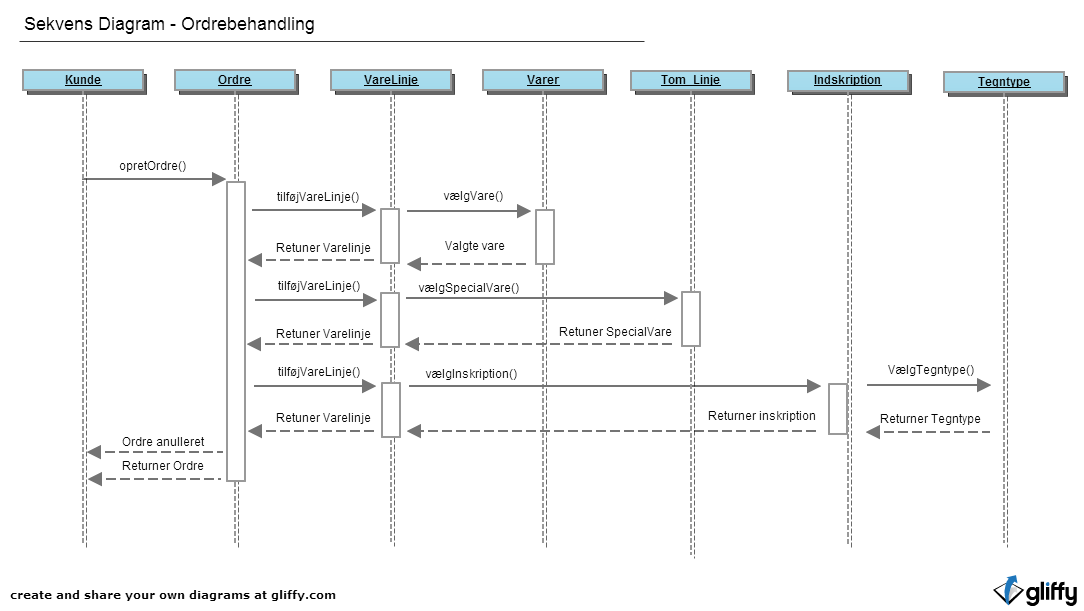 Sekvens Diagram - Ordrebehandling
Kunde
Ordre
VareLinje
Varer
Tom_Linje
Indskription
Tegntype
opretOrdre()
tilføjVareLinje()
vælgVare()
Retuner Varelinje
Valgte vare
tilføjVareLinje()
vælgSpecialVare()
Retuner Varelinje
Retuner SpecialVare
tilføjVareLinje()
vælgInskription()
VælgTegntype()
Retuner Varelinje
Returner inskription
Returner Tegntype
Ordre anulleret
Returner Ordre
create and share your own diagrams at gliffy.com
gliffy